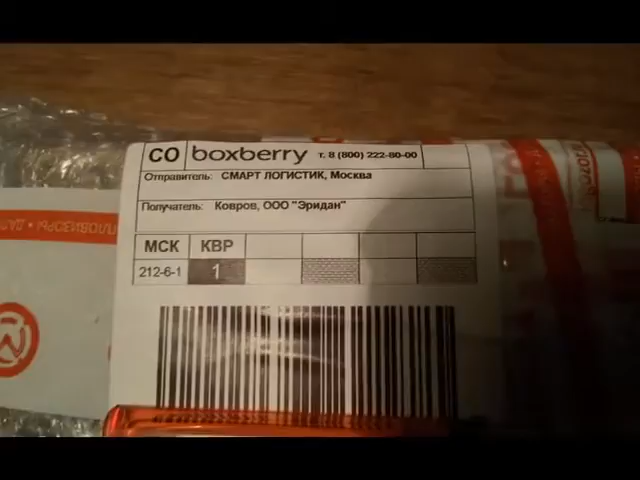 СО boxberry т. 8 (800) 222-80-00
Отправитель: СМАРТ ЛОГИСТИК, Москва
Получатель: Ковров, ООО "Эридан"
МСК КВР
212-6-1 1